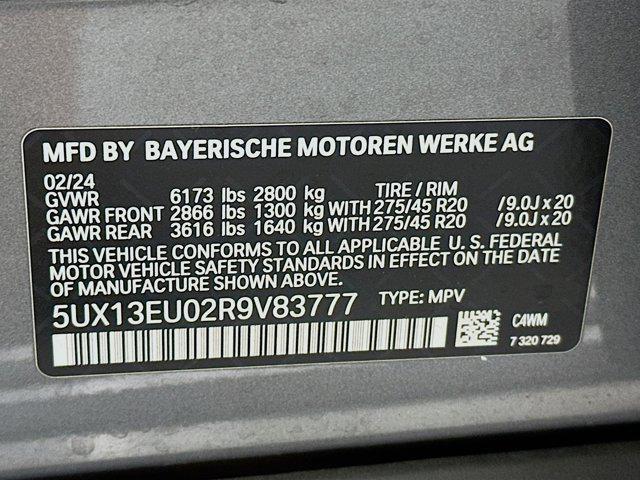 MFD BY BAYERISCHE MOTOREN WERKE AG
02/24
GVWR 6173 lbs 2800 kg TIRE / RIM
GAWR FRONT 2866 lbs 1300 kg WITH 275/45 R20 / 9.0J x 20
GAWR REAR 3616 lbs 1640 kg WITH 275/45 R20 / 9.0J x 20
THIS VEHICLE CONFORMS TO ALL APPLICABLE U. S. FEDERAL
MOTOR VEHICLE SAFETY STANDARDS IN EFFECT ON THE DATE
OF MANUFACTURE SHOWN ABOVE.
5UX13EU02R9V83777 TYPE: MPV
C4WM
7 320 729